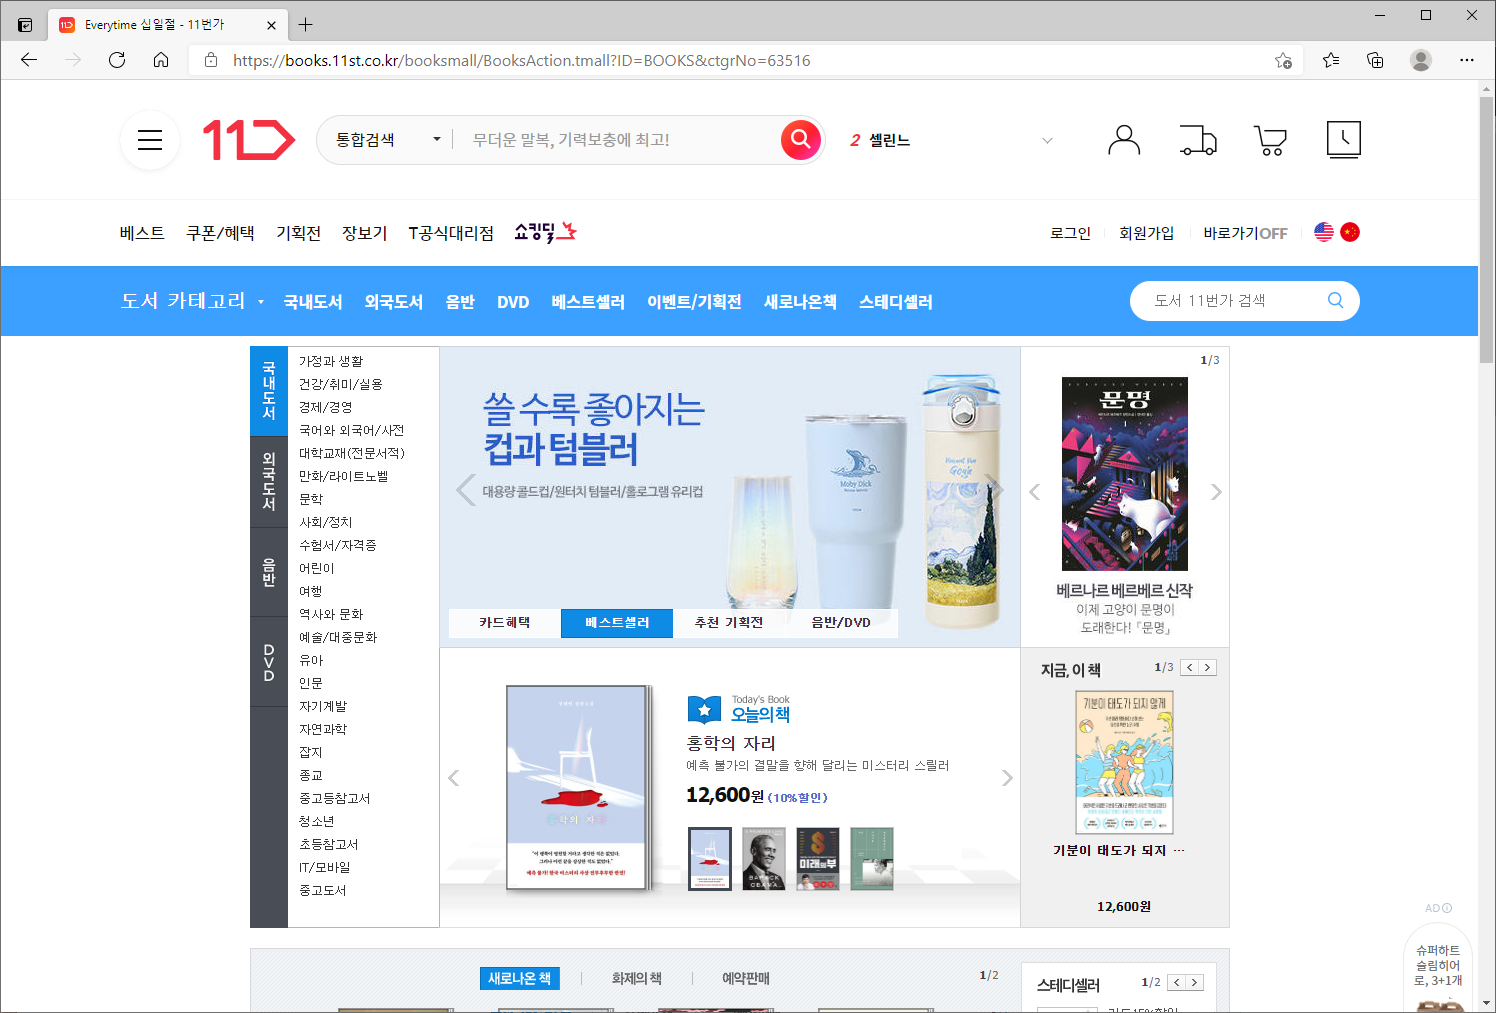 Everytime 십일절 - 11번가
https://books.11st.co.kr/booksmall/BooksAction.tmall?ID=BOOKS&ctgrNo=63516
통합검색
무더운 말복, 기력보충에 최고!
2 셀린느
베스트 쿠폰/혜택 기획전 장보기 T공식대리점 쇼킹딜
로그인 회원가입 바로가기OFF
도서 카테고리 국내도서 외국도서 음반 DVD 베스트셀러 이벤트/기획전 새로나온책 스테디셀러
도서 11번가 검색
국내도서
외국도서
음반
DVD
가정과 생활
건강/취미/실용
경제/경영
국어와 외국어/사전
대학교재(전문서적)
만화/라이트노벨
문학
사회/정치
수험서/자격증
어린이
여행
역사와 문화
예술/대중문화
유아
인문
자기계발
자연과학
잡지
종교
중고등참고서
청소년
초등참고서
IT/모바일
중고도서
쓸 수록 좋아지는
컵과 텀블러
대용량 콜드컵/원터치 텀블러/홀로그램 유리컵
Moby Dick
Vincent Van
Gogh
카드혜택 베스트셀러 추천 기획전 음반/DVD
1/3
문명
1
베르나르 베르베르 신작
이제 고양이 문명이
도래한다! 『문명』
Today's Book
오늘의 책
홍학의 자리
예측 불가의 결말을 향해 달리는 미스터리 스릴러
12,600원 (10%할인)
홍학의 자리
BARACK
OBAMA
미래의 부
지금, 이 책
1/3
기분이 태도가 되지 않게
기분이 태도가 되지 ···
12,600원
AD
슈퍼하트
슬림히어
로, 3+1개
새로나온 책 화제의 책 예약판매
1/2
스테디셀러
1/2